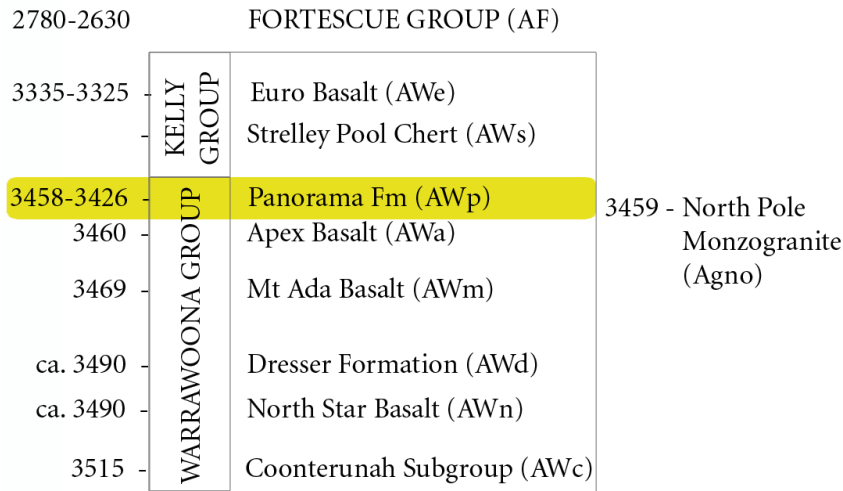 2780-2630 FORTESCUE GROUP (AF)
KELLY
GROUP
3335-3325 - Euro Basalt (AWe)
- Strelley Pool Chert (AWs)
WARRAWOONA GROUP
3458-3426 - Panorama Fm (AWp)
3460 - Apex Basalt (AWa)
3469 - Mt Ada Basalt (AWm)
ca. 3490 - Dresser Formation (AWd)
ca. 3490 - North Star Basalt (AWn)
3515 - Coonterunah Subgroup (AWc)
3459 - North Pole
Monzogranite
(Agno)